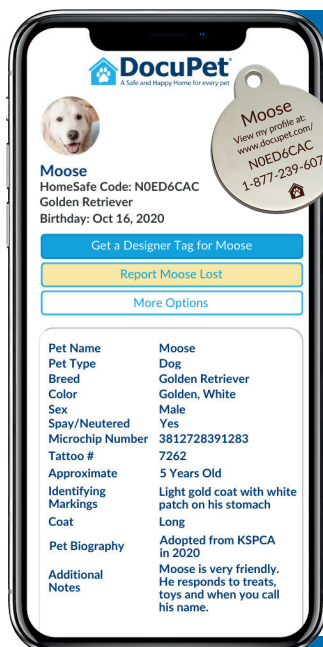 DocuPet
A Safe and Happy Home for every pet
Moose
View my profile at:
www.docupet.com/
N0ED6CAC
1-877-239-607
Moose
HomeSafe Code: N0ED6CAC
Golden Retriever
Birthday: Oct 16, 2020
Get a Designer Tag for Moose
Report Moose Lost
More Options
Pet Name Moose
Pet Type Dog
Breed Golden Retriever
Color Golden, White
Sex Male
Spay/Neutered Yes
Microchip Number 3812728391283
Tattoo # 7262
Approximate 5 Years Old
Identifying Markings Light gold coat with white
patch on his stomach
Coat Long
Pet Biography Adopted from KSPCA
in 2020
Additional Notes Moose is very friendly.
He responds to treats,
toys and when you call
his name.